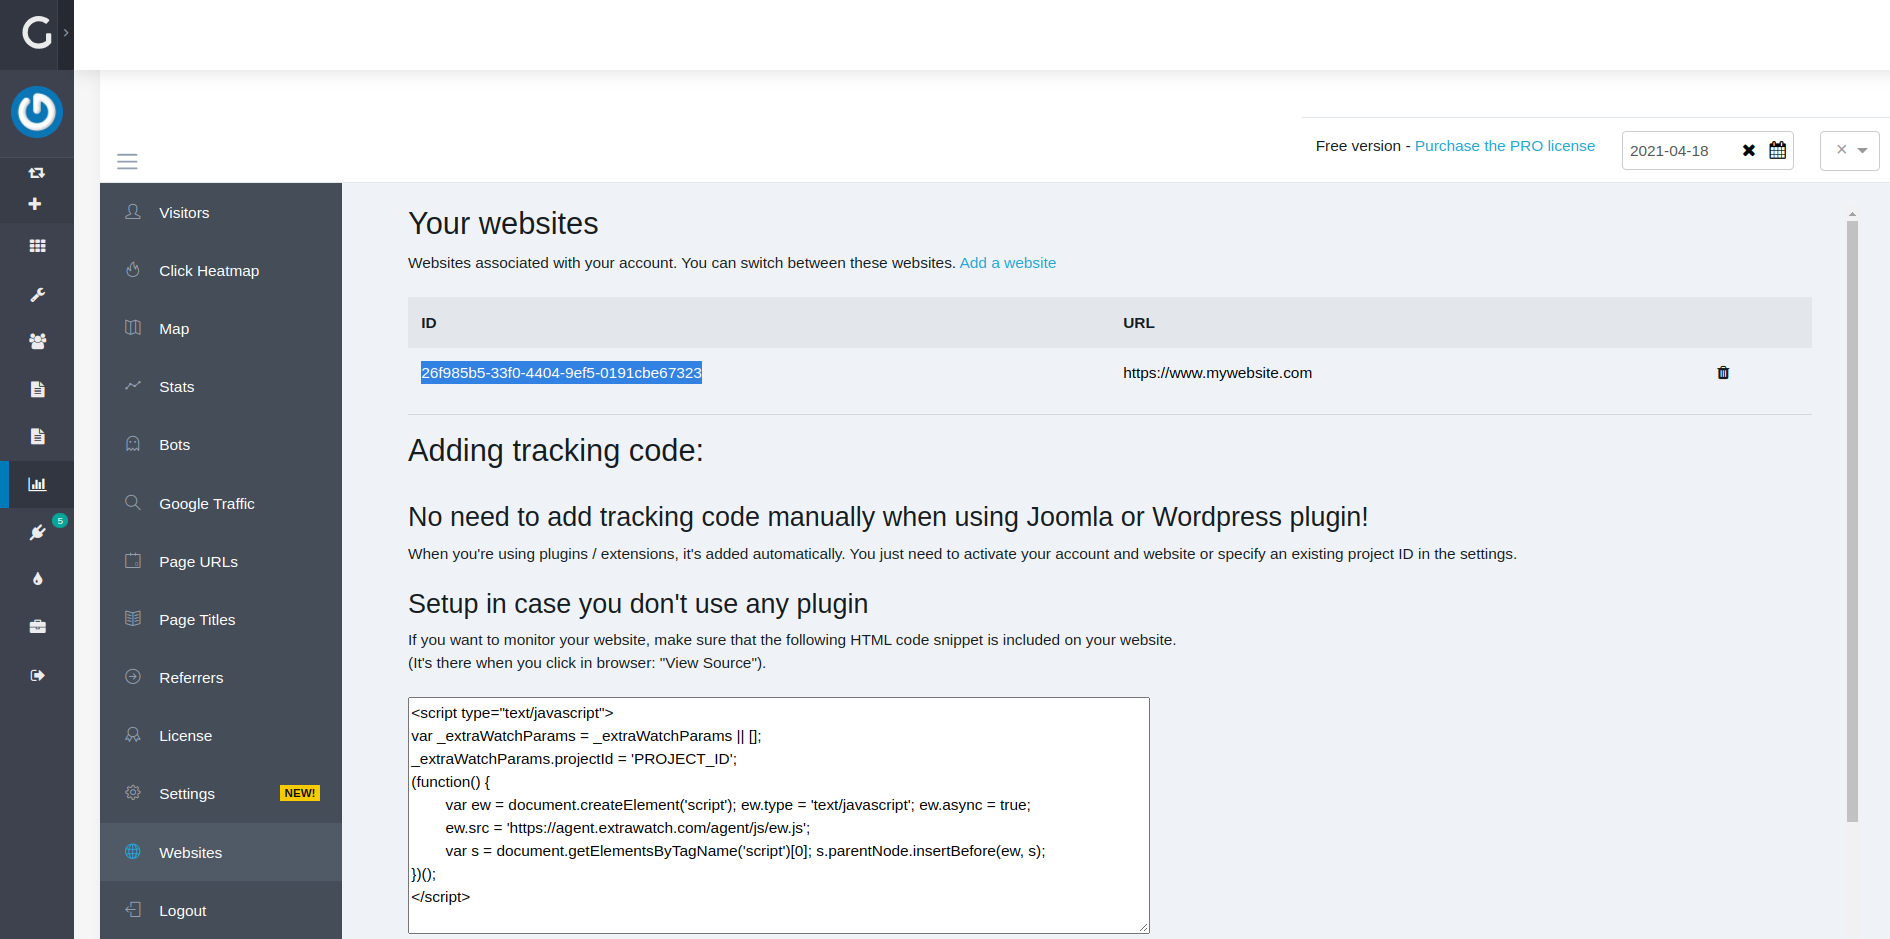 G
Free version - Purchase the PRO license
2021-04-18
Visitors
Click Heatmap
Map
Stats
Bots
Google Traffic
Page URLs
Page Titles
Referrers
License
Settings
NEW!
Websites
Logout
5
Your websites
Websites associated with your account. You can switch between these websites. Add a website
ID URL
26f985b5-33f0-4404-9ef5-0191cbe67323 https://www.mywebsite.com
Adding tracking code:
No need to add tracking code manually when using Joomla or Wordpress plugin!
When you're using plugins / extensions, it's added automatically. You just need to activate your account and website or specify an existing project ID in the settings.
Setup in case you don't use any plugin
If you want to monitor your website, make sure that the following HTML code snippet is included on your website.
(It's there when you click in browser: "View Source").
<script type="text/javascript">
var _extraWatchParams = _extraWatchParams || [];
_extraWatchParams.projectId = 'PROJECT_ID';
(function() {
var ew = document.createElement('script'); ew.type = 'text/javascript'; ew.async = true;
ew.src = 'https://agent.extrawatch.com/agent/js/ew.js';
var s = document.getElementsByTagName('script')[0]; s.parentNode.insertBefore(ew, s);
})();
</script>